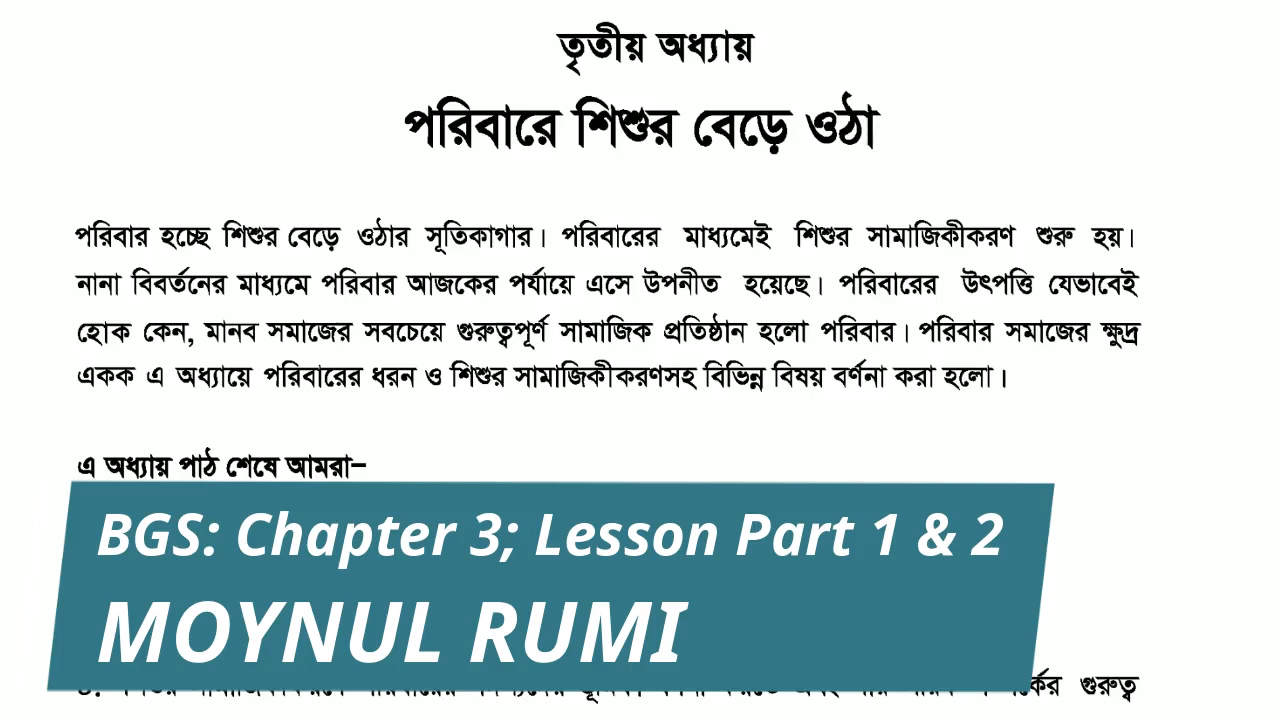 তৃতীয় অধ্যায়
পরিবারে শিশুর বেড়ে ওঠা
পরিবার হচ্ছে শিশুর বেড়ে ওঠার সূতিকাগার। পরিবারের মাধ্যমেই শিশুর সামাজিকীকরণ শুরু হয়।
নানা বিবর্তনের মাধ্যমে পরিবার আজকের পর্যায়ে এসে উপনীত হয়েছে। পরিবারের উৎপত্তি যেভাবেই
হোক কেন, মানব সমাজের সবচেয়ে গুরুত্বপূর্ণ সামাজিক প্রতিষ্ঠান হলো পরিবার। পরিবার সমাজের ক্ষুদ্র
একক এ অধ্যায়ে পরিবারের ধরন ও শিশুর সামাজিকীকরণসহ বিভিন্ন বিষয় বর্ণনা করা হলো।
এ অধ্যায় পাঠ শেষে আমরা–
BGS: Chapter 3; Lesson Part 1 & 2
MOYNUL RUMI
গুরুত্ব